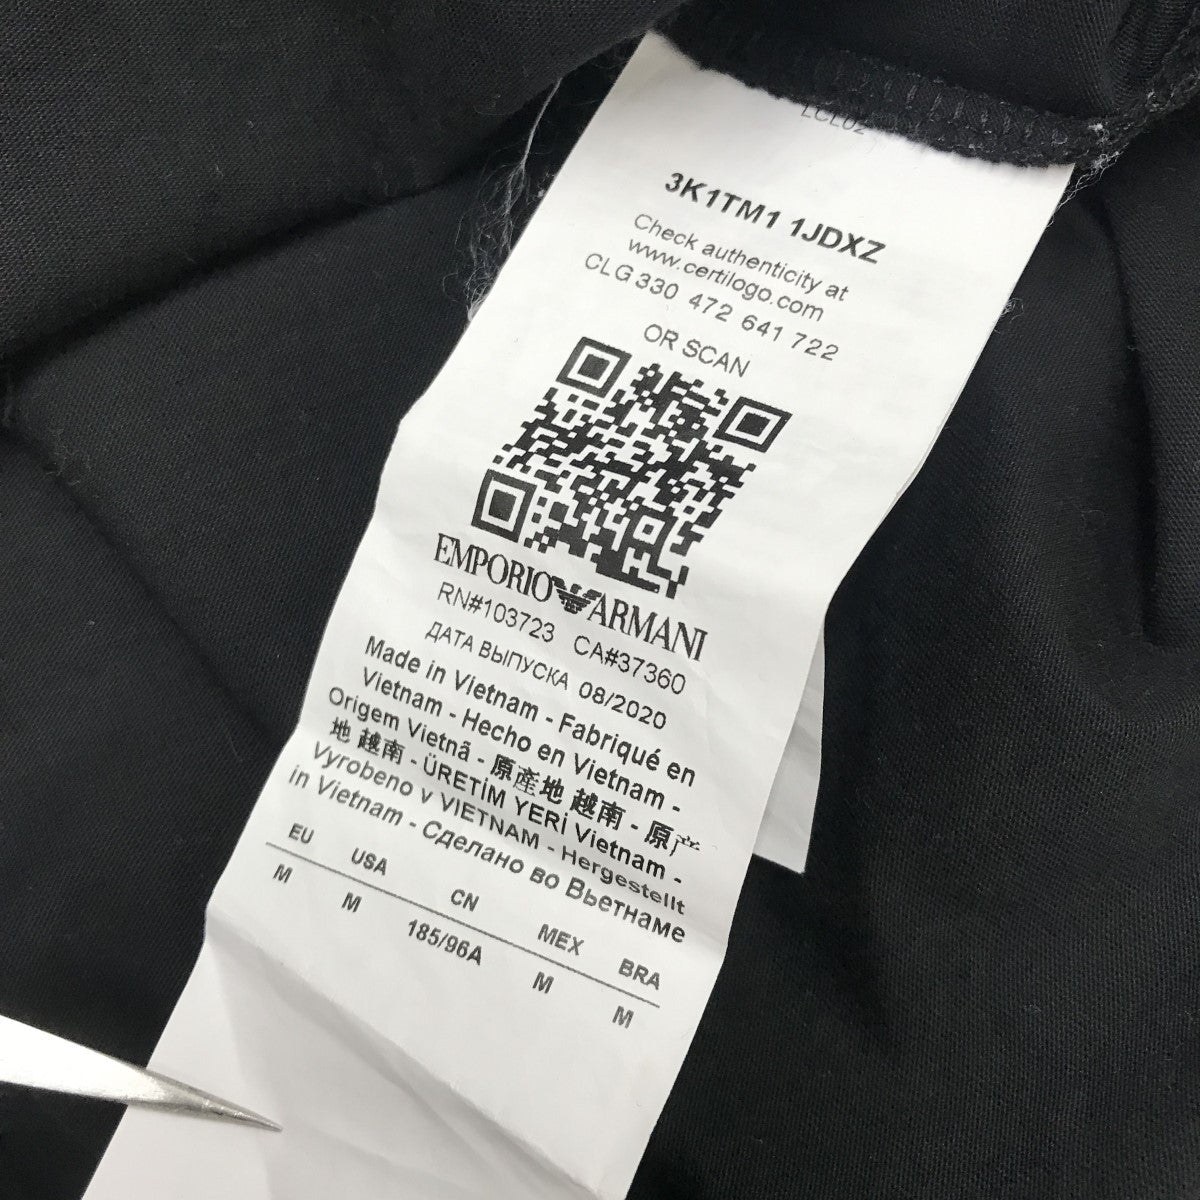 LCL02
3K1TM1 1JDXZ
Check authenticity at
www.certilogo.com
CLG 330 472 641 722
OR SCAN
EMPORIO ARMANI
RN#103723 CA#37360
ДАТА ВЫПУСКА 08/2020
Made in Vietnam - Fabriqué en
Vietnam - Hecho en Vietnam -
Origem Vietnã - 原産地 越南 - 原产
地 越南 - ÜRETİM YERİ Vietnam -
Vyrobeno v VIETNAM - Hergestellt
in Vietnam - Сделано во Вьетнаме
EU USA CN MEX BRA
M M 185/96A M M